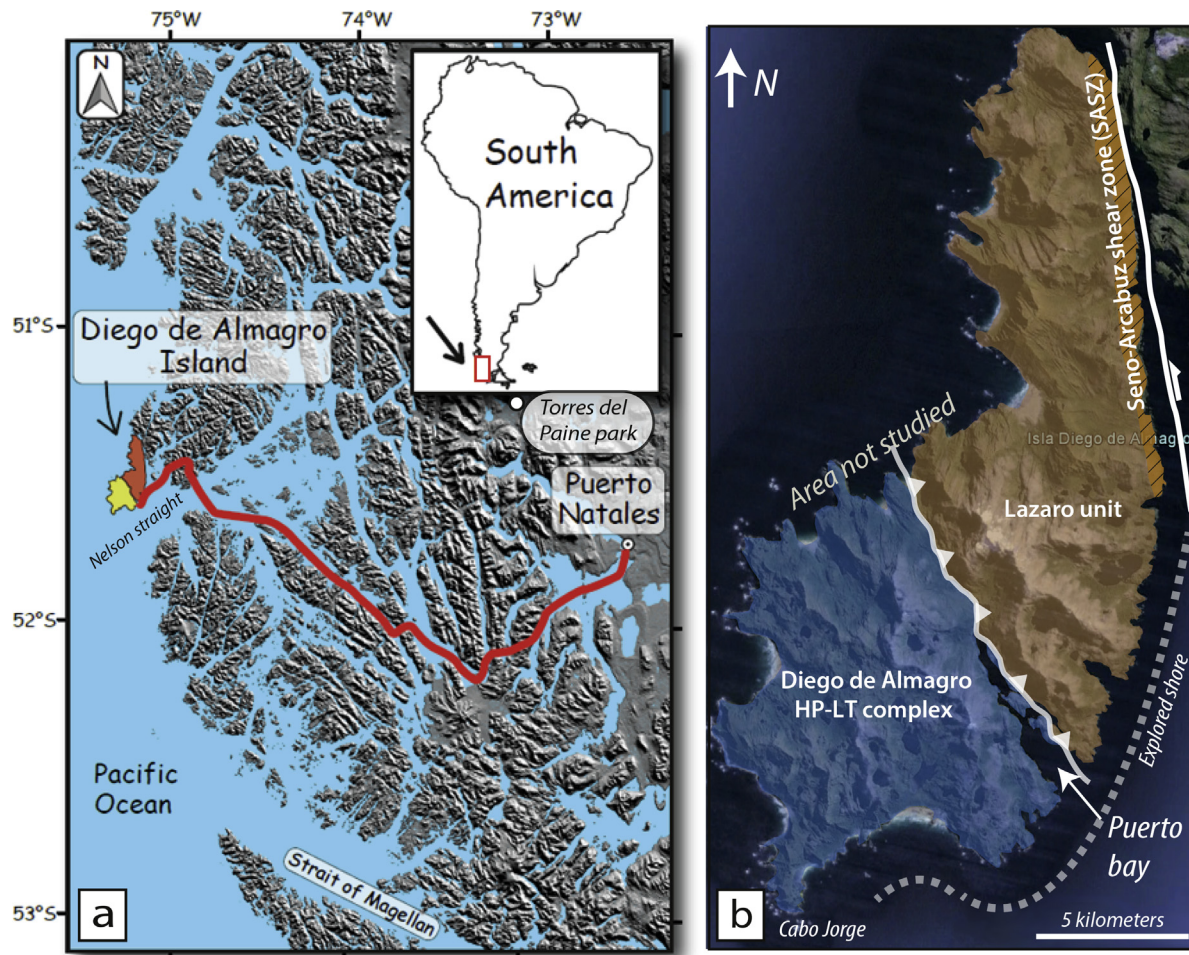 75°W
74°W
73°W
N
South
America
51°S
Diego de Almagro
Island
Torres del
Paine park
Puerto
Natales
Nelson straight
52°S
Pacific
Ocean
Strait of Magellan
53°S
a
N
Seno-Arcabuz shear zone (SASZ)
Area not studied
Isla Diego de Almagro
Lazaro unit
Diego de Almagro
HP-LT complex
Explored shore
Puerto
bay
Cabo Jorge
5 kilometers
b